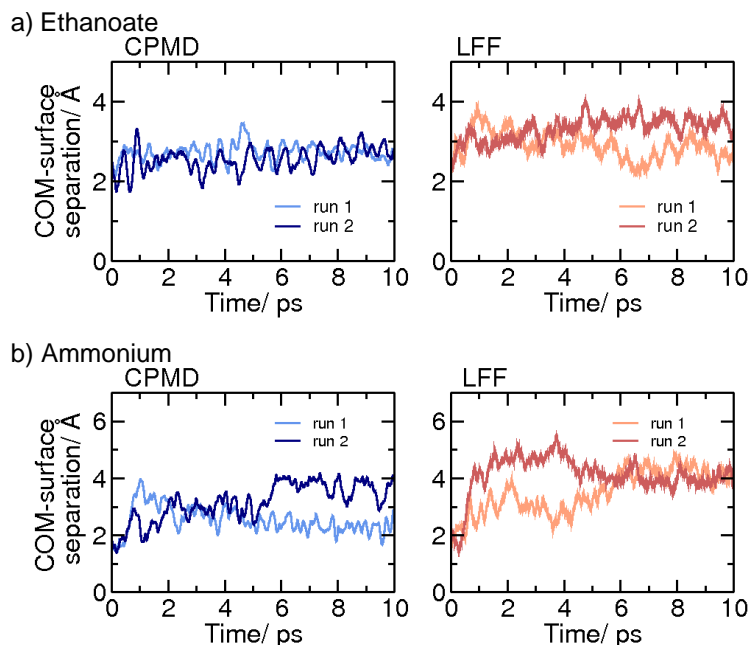 a) Ethanoate
CPMD
LFF
COM-surface
separation/ Å
4
2
0
run 1
run 2
0 2 4 6 8 10
Time/ ps
4
2
0
run 1
run 2
0 2 4 6 8 10
Time/ ps
b) Ammonium
CPMD
LFF
COM-surface
separation/ Å
6
4
2
0
run 1
run 2
0 2 4 6 8 10
Time/ ps
6
4
2
0
run 1
run 2
0 2 4 6 8 10
Time/ ps